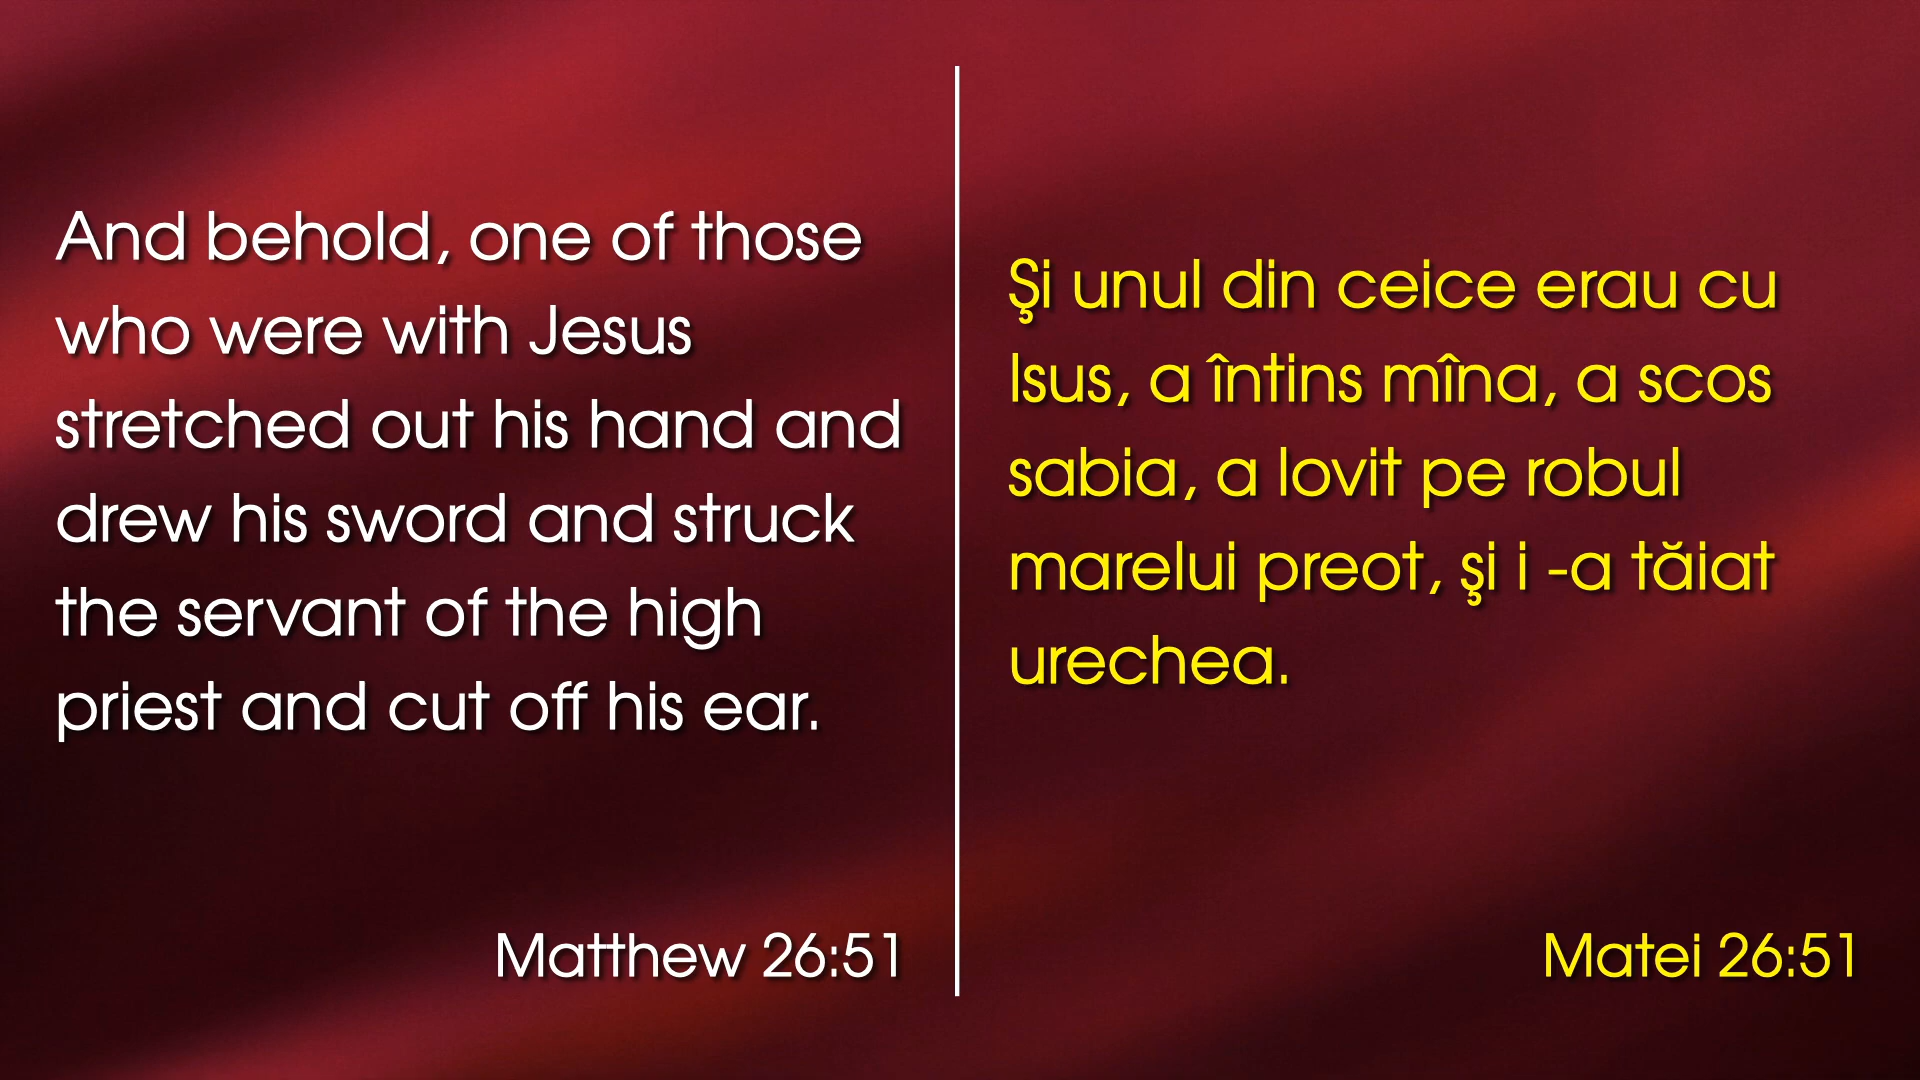 And behold, one of those
who were with Jesus
stretched out his hand and
drew his sword and struck
the servant of the high
priest and cut off his ear.
Matthew 26:51
Şi unul din ceice erau cu
Isus, a întins mîna, a scos
sabia, a lovit pe robul
marelui preot, şi i -a tăiat
urechea.
Matei 26:51